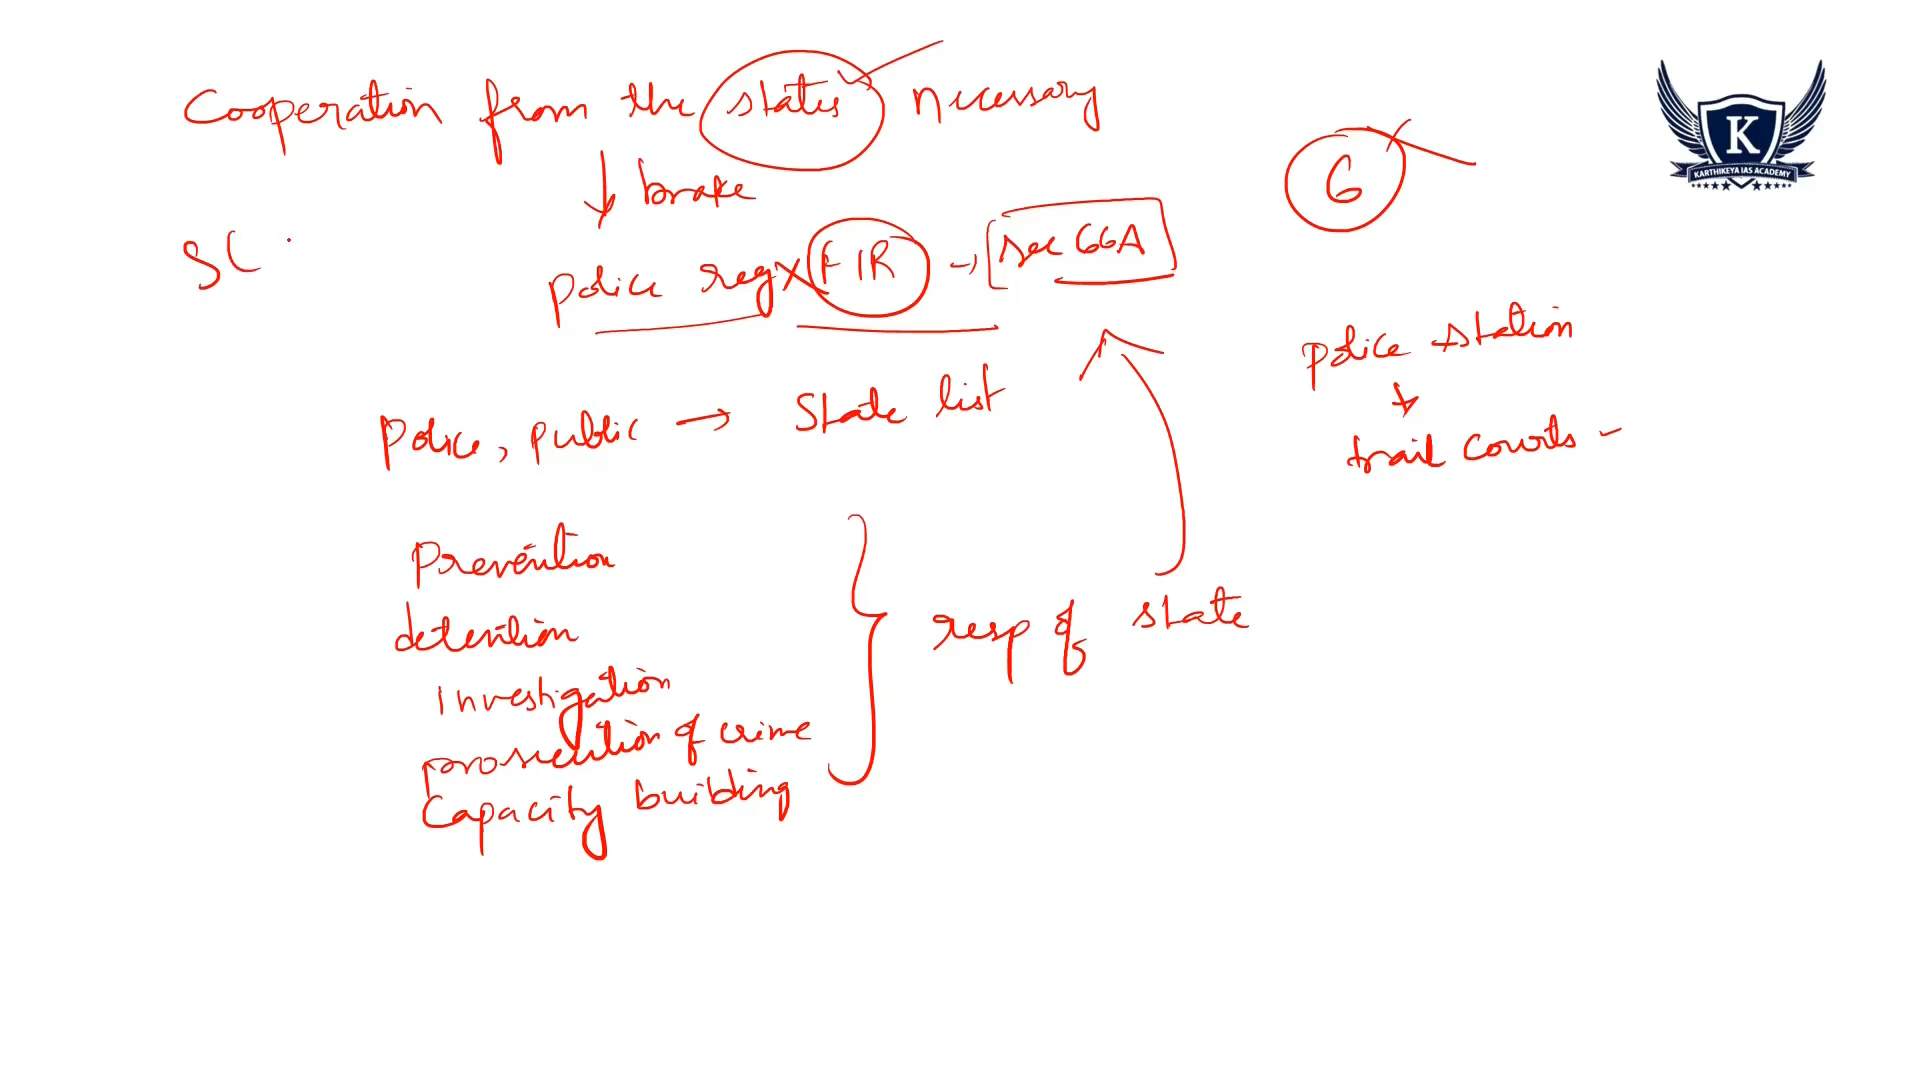 Cooperation from the states necessary
↓ brake
6
SC
Police reg x FIR → sec 66A
Police station
↓
trail courts -
Police, public → State list
Prevention
detention
Investigation
prosecution of crime
Capacity building
resp of state
K
KARTHIKEYA IAS ACADEMY